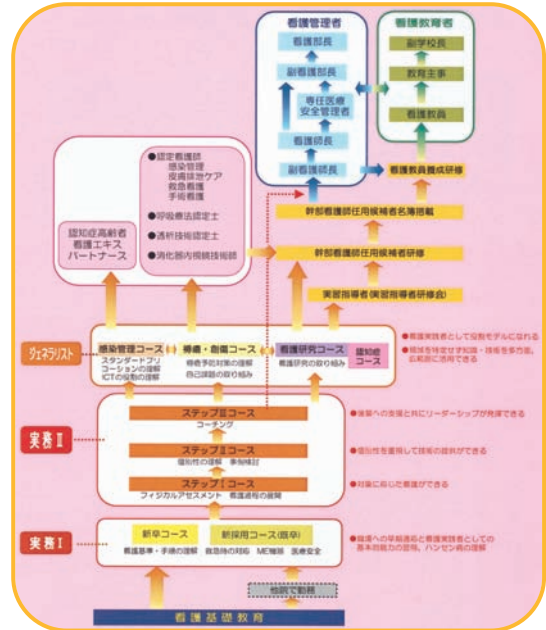 看護管理者
看護部長
副看護部長
専任医療
安全管理者
看護師長
副看護師長
看護教育者
副学校長
教育主事
看護教員
看護教員養成研修
幹部看護師任用候補者名簿搭載
幹部看護師任用候補者研修
実習指導者(実習指導者研修会)
認知症高齢者
看護エキス
パートナース
●認定看護師
感染管理
皮膚排泄ケア
救急看護
手術看護
●呼吸療法認定士
●透析技術認定士
●消化器内視鏡技術師
ジェネラリスト
感染管理コース
スタンダードプリ
コーションの理解
ICTの役割の理解
褥瘡・創傷コース
褥瘡予防対策の理解
自己課題の取り組み
看護研究コース
看護研究の取り組み
認知症
コース
●看護実践者として役割モデルになれる
●領域を特定せず知識・技術を多方面、
広範囲に活用できる
実務Ⅱ
ステップⅢコース
コーチング
ステップⅡコース
個別性の理解 事例検討
ステップⅠコース
フィジカルアセスメント 看護過程の展開
●後輩への支援と共にリーダーシップが発揮できる
●個別性を重視して技術の提供ができる
●対象に応じた看護ができる
実務Ⅰ
新卒コース
看護基準・手順の理解
新採用コース(既卒)
救急時の対応 ME機器 医療安全
●職場への早期適応と看護実践者としての
基本的能力の習得、ハンセン病の理解
他院で勤務
看護基礎教育